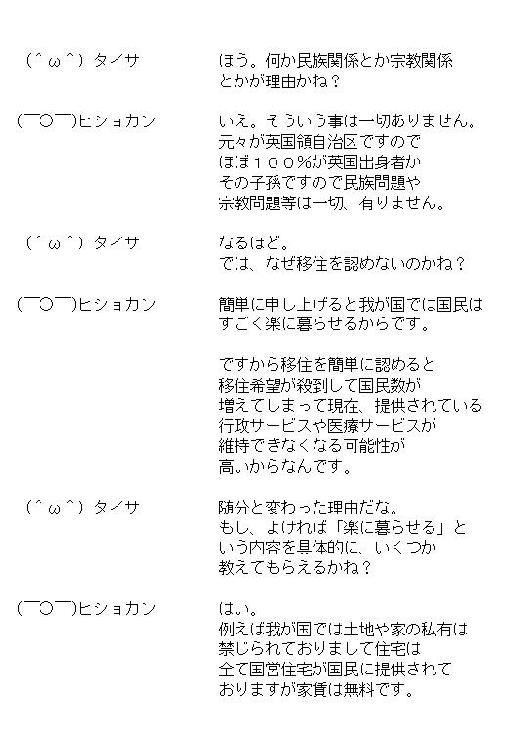 （＾ω＾）タイサ　ほう。何か民族関係とか宗教関係
とかが理由かね？
(￣○￣)ヒショカン　いえ。そういう事は一切ありません。
元々が英国領自治区ですので
ほぼ１００％が英国出身者か
その子孫ですので民族問題や
宗教問題等は一切、有りません。
（＾ω＾）タイサ　なるほど。
では、なぜ移住を認めないのかね？
(￣○￣)ヒショカン　簡単に申し上げると我が国では国民は
すごく楽に暮らせるからです。
ですから移住を簡単に認めると
移住希望が殺到して国民数が
増えてしまって現在、提供されている
行政サービスや医療サービスが
維持できなくなる可能性が
高いからなんです。
（＾ω＾）タイサ　随分と変わった理由だな。
もし、よければ「楽に暮らせる」と
いう内容を具体的に、いくつか
教えてもらえるかね？
(￣○￣)ヒショカン　はい。
例えば我が国では土地や家の私有は
禁じられておりまして住宅は
全て国営住宅が国民に提供されて
おりますが家賃は無料です。